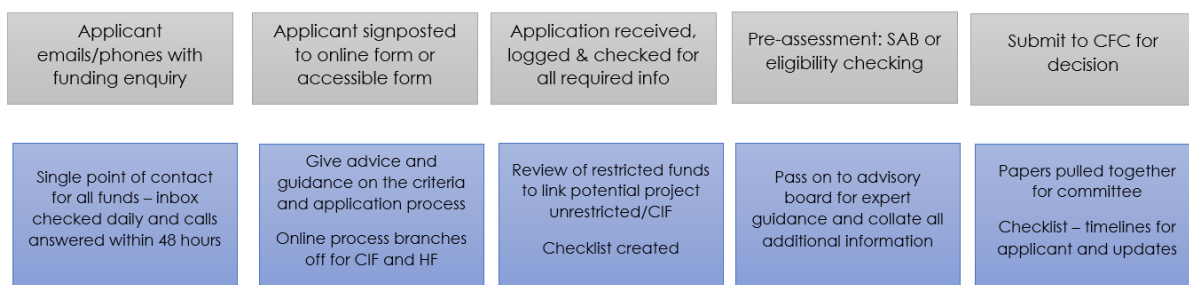 Applicant
emails/phones with
funding enquiry
Applicant signposted
to online form or
accessible form
Application received,
logged & checked for
all required info
Pre-assessment: SAB or
eligibility checking
Submit to CFC for
decision
Single point of contact
for all funds – inbox
checked daily and calls
answered within 48 hours
Give advice and
guidance on the criteria
and application process
Online process branches
off for CIF and HF
Review of restricted funds
to link potential project
unrestricted/CIF
Checklist created
Pass on to advisory
board for expert
guidance and collate all
additional information
Papers pulled together
for committee
Checklist – timelines for
applicant and updates